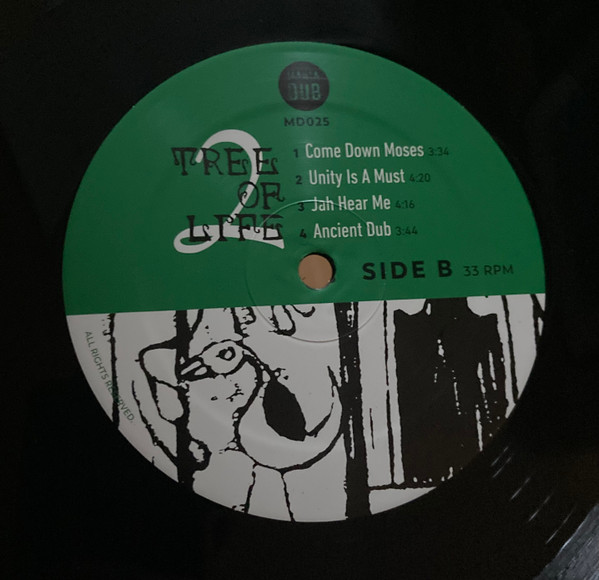 MANIA
DUB
MD025
TREE
OF
LIFE
2
1 Come Down Moses 3:34
2 Unity Is A Must 4:20
3 Jah Hear Me 4:16
4 Ancient Dub 3:44
SIDE B 33 RPM
ALL RIGHTS RESERVED.